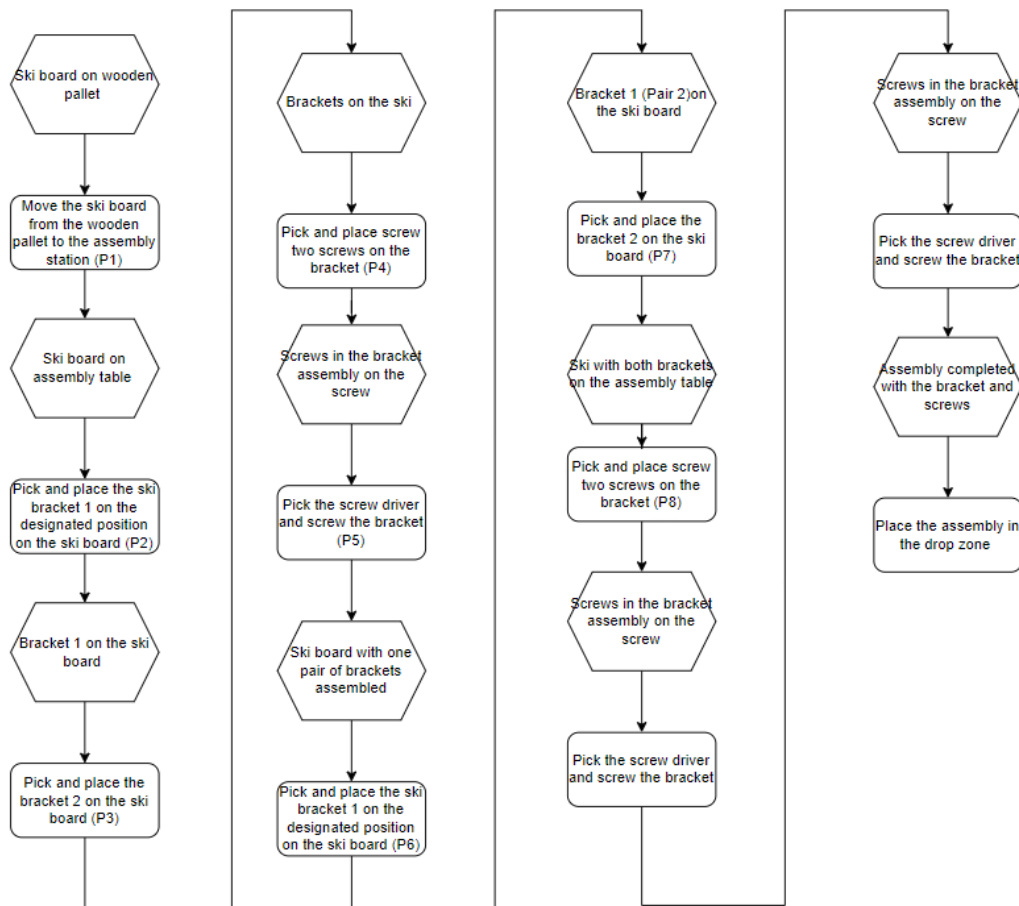 Ski board on wooden
pallet
Move the ski board
from the wooden
pallet to the assembly
station (P1)
Ski board on
assembly table
Pick and place the ski
bracket 1 on the
designated position
on the ski board (P2)
Bracket 1 on the ski
board
Pick and place the
bracket 2 on the ski
board (P3)
Brackets on the ski
Pick and place screw
two screws on the
bracket (P4)
Screws in the bracket
assembly on the
screw
Pick the screw driver
and screw the bracket
(P5)
Ski board with one
pair of brackets
assembled
Pick and place the ski
bracket 1 on the
designated position
on the ski board (P6)
Bracket 1 (Pair 2)on
the ski board
Pick and place the
bracket 2 on the ski
board (P7)
Ski with both brackets
on the assembly table
Pick and place screw
two screws on the
bracket (P8)
Screws in the bracket
assembly on the
screw
Pick the screw driver
and screw the bracket
Screws in the bracket
assembly on the
screw
Pick the screw driver
and screw the bracket
Assembly completed
with the bracket and
screws
Place the assembly in
the drop zone